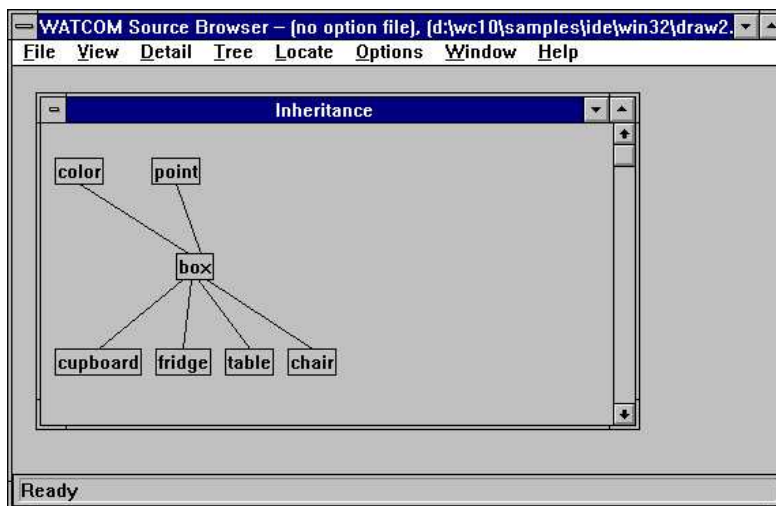 WATCOM Source Browser – (no option file), (d:\wc10\samples\ide\win32\draw2.
File View Detail Tree Locate Options Window Help
Inheritance
color point
box
cupboard fridge table chair
Ready